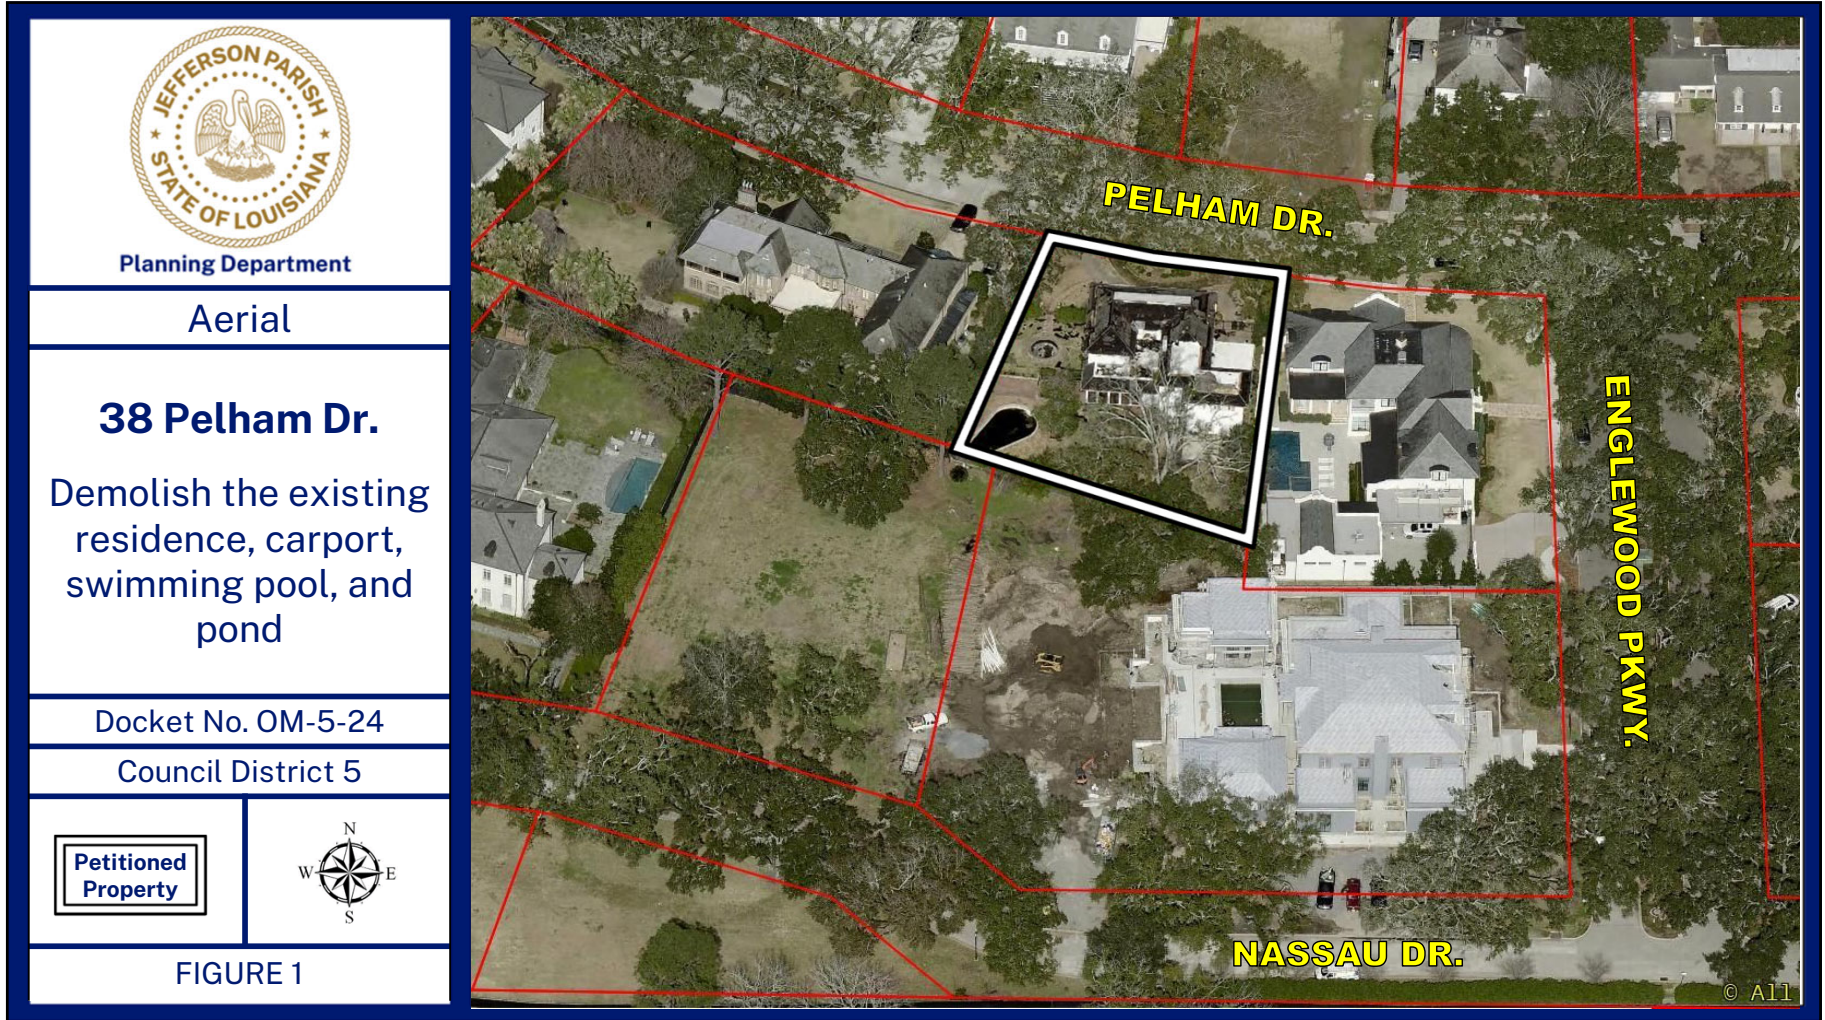 JEFFERSON PARISH
STATE OF LOUISIANA
Planning Department
Aerial
38 Pelham Dr.
Demolish the existing
residence, carport,
swimming pool, and
pond
Docket No. OM-5-24
Council District 5
Petitioned
Property
N
W E
S
FIGURE 1
PELHAM DR.
ENGLEWOOD PKWY.
NASSAU DR.
© All